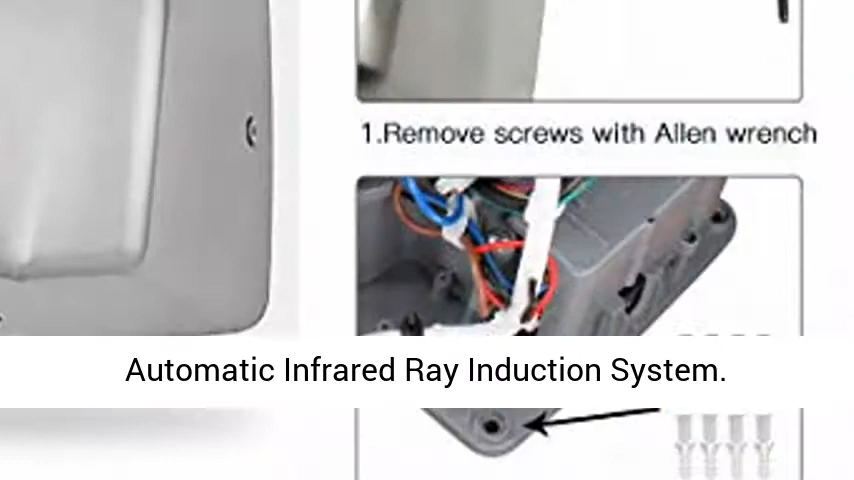 1.Remove screws with Allen wrench
Automatic Infrared Ray Induction System.